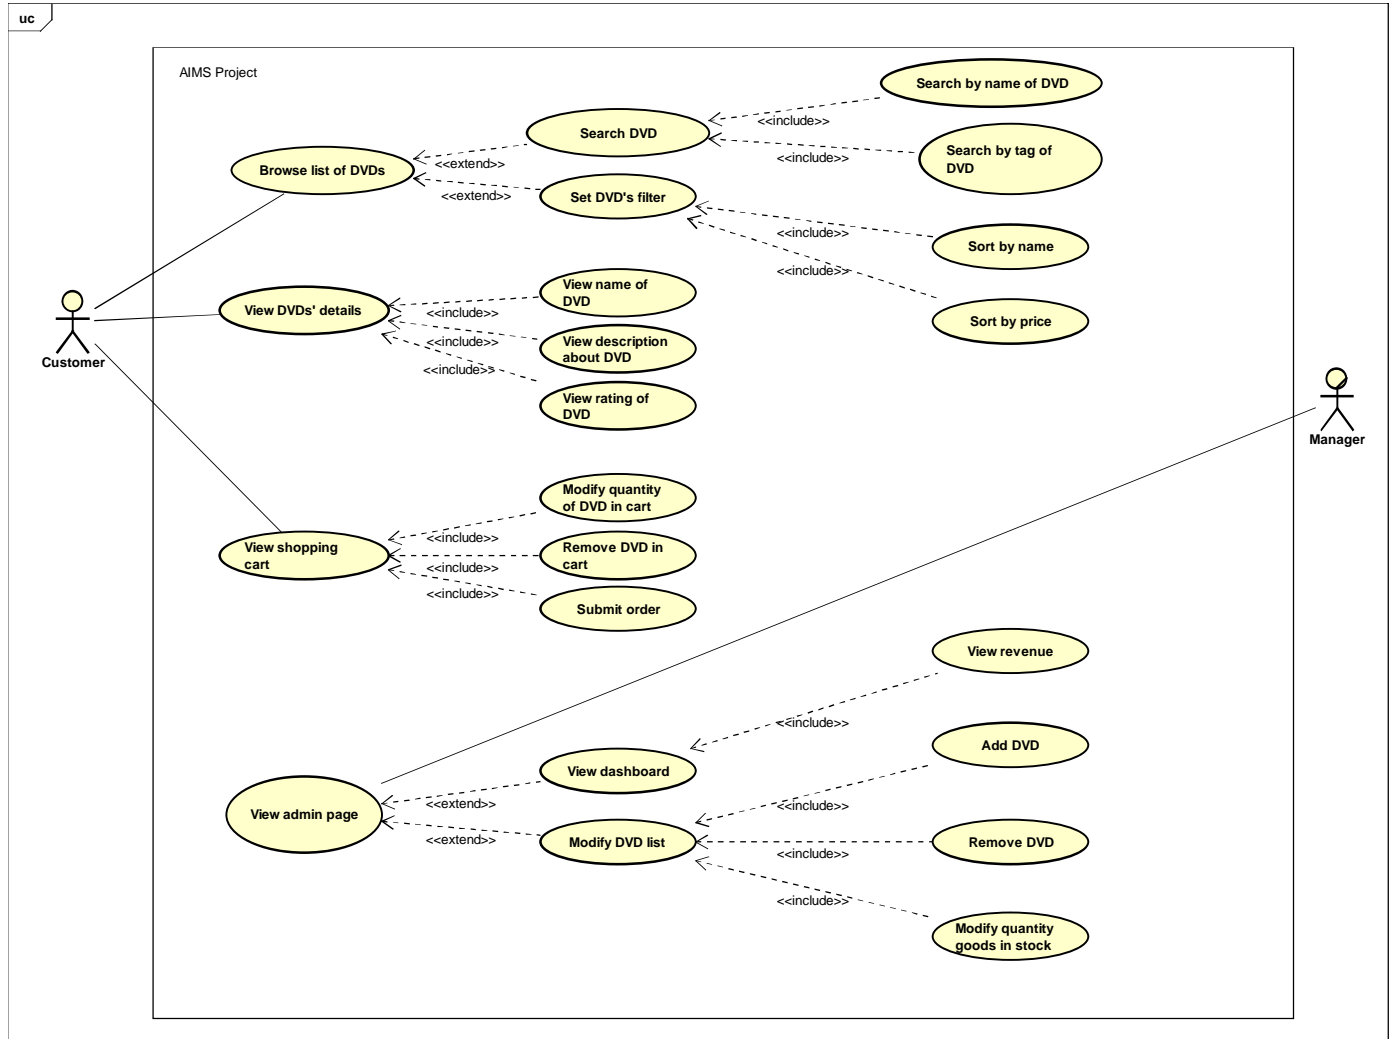 uc
AIMS Project
Search by name of DVD
<<include>>
Search DVD
Search by tag of
DVD
<<include>>
Browse list of DVDs
<<extend>>
<<extend>>
Set DVD's filter
<<include>>
Sort by name
<<include>>
Sort by price
View name of
DVD
View DVDs' details
<<include>>
View description
about DVD
<<include>>
<<include>>
View rating of
DVD
Customer
Manager
Modify quantity
of DVD in cart
<<include>>
View shopping
cart
Remove DVD in
cart
<<include>>
<<include>>
Submit order
View revenue
<<include>>
Add DVD
View dashboard
<<extend>>
<<include>>
View admin page
<<extend>>
Modify DVD list
Remove DVD
<<include>>
<<include>>
Modify quantity
goods in stock